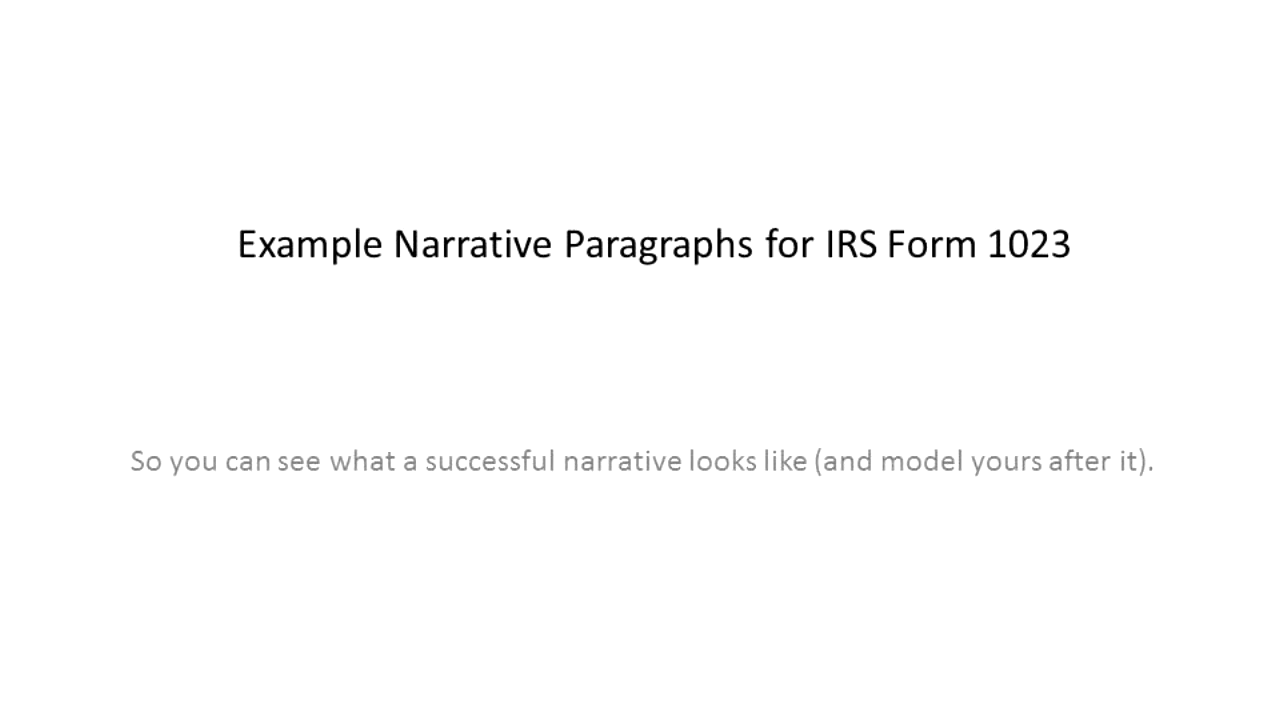 Example Narrative Paragraphs for IRS Form 1023
So you can see what a successful narrative looks like (and model yours after it).